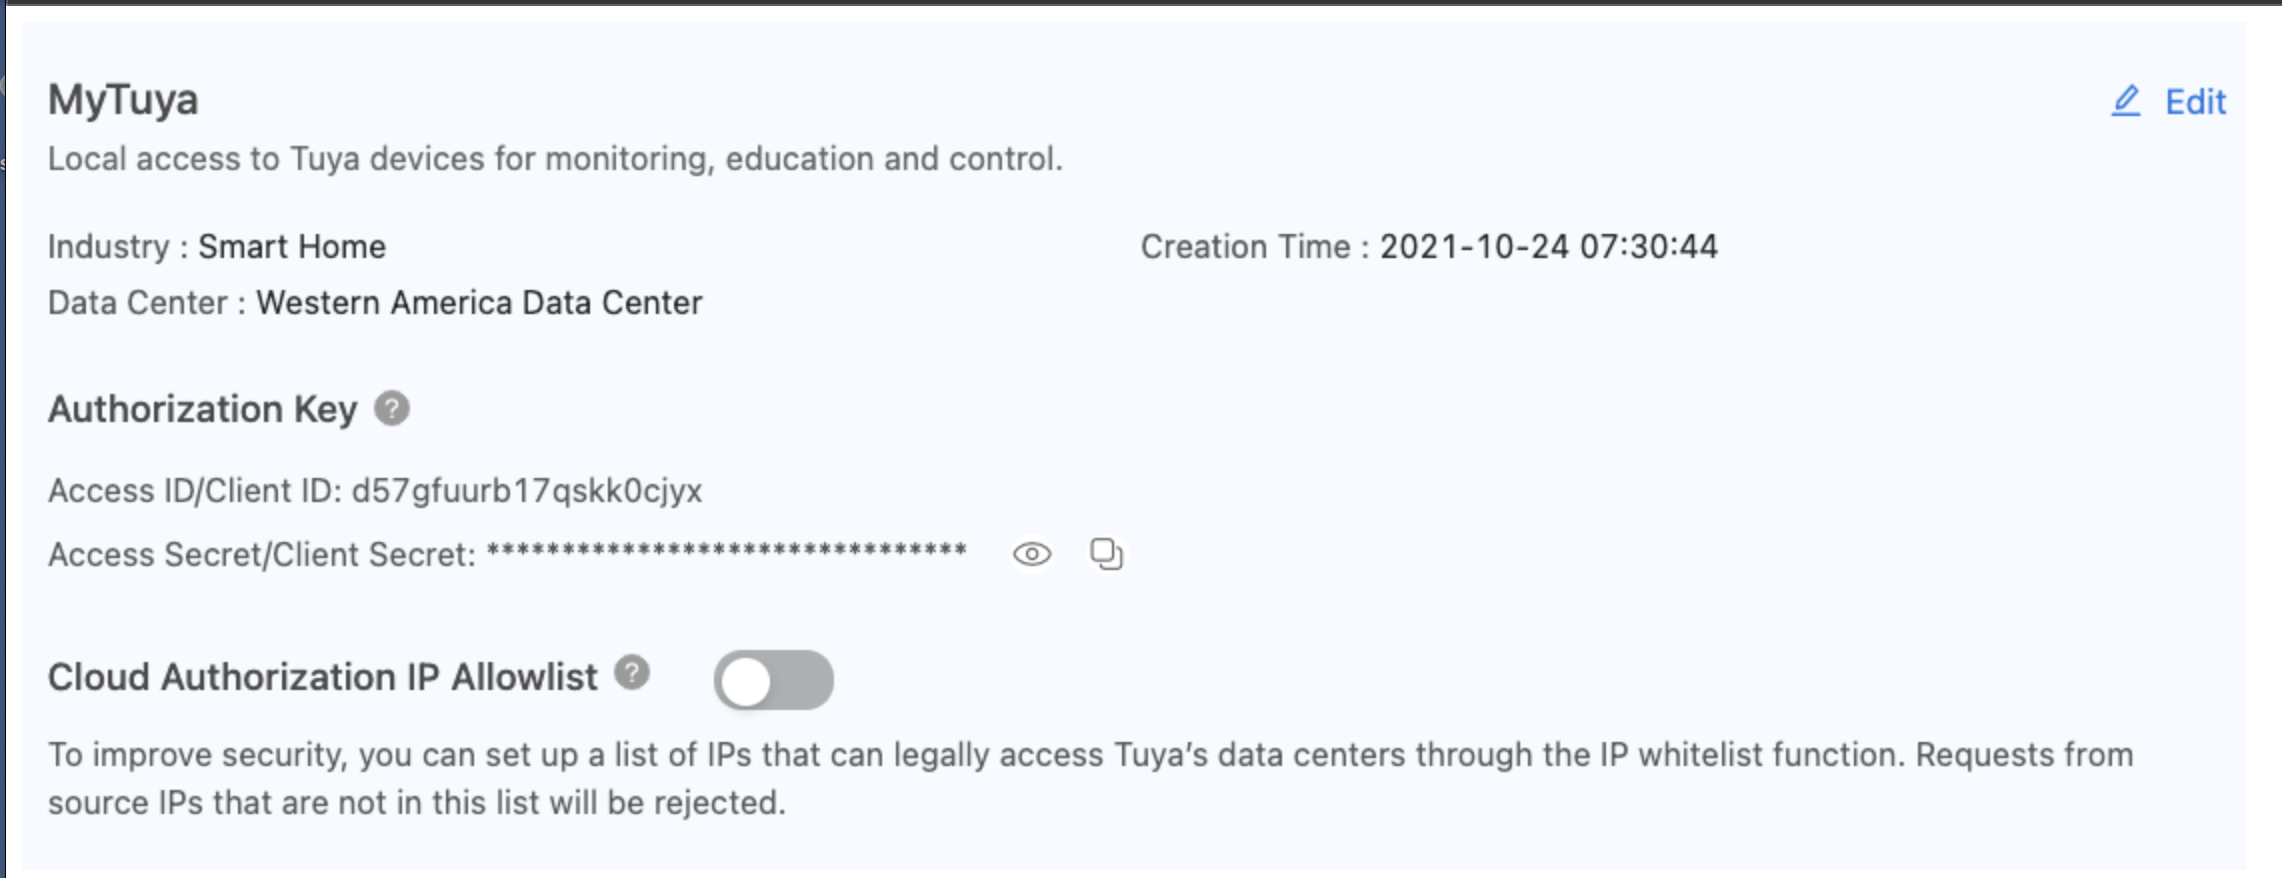 MyTuya
Edit
Local access to Tuya devices for monitoring, education and control.
Industry : Smart Home
Creation Time : 2021-10-24 07:30:44
Data Center : Western America Data Center
Authorization Key ?
Access ID/Client ID: d57gfuurb17qskk0cjyx
Access Secret/Client Secret: ********************************
Cloud Authorization IP Allowlist ?
To improve security, you can set up a list of IPs that can legally access Tuya's data centers through the IP whitelist function. Requests from
source IPs that are not in this list will be rejected.